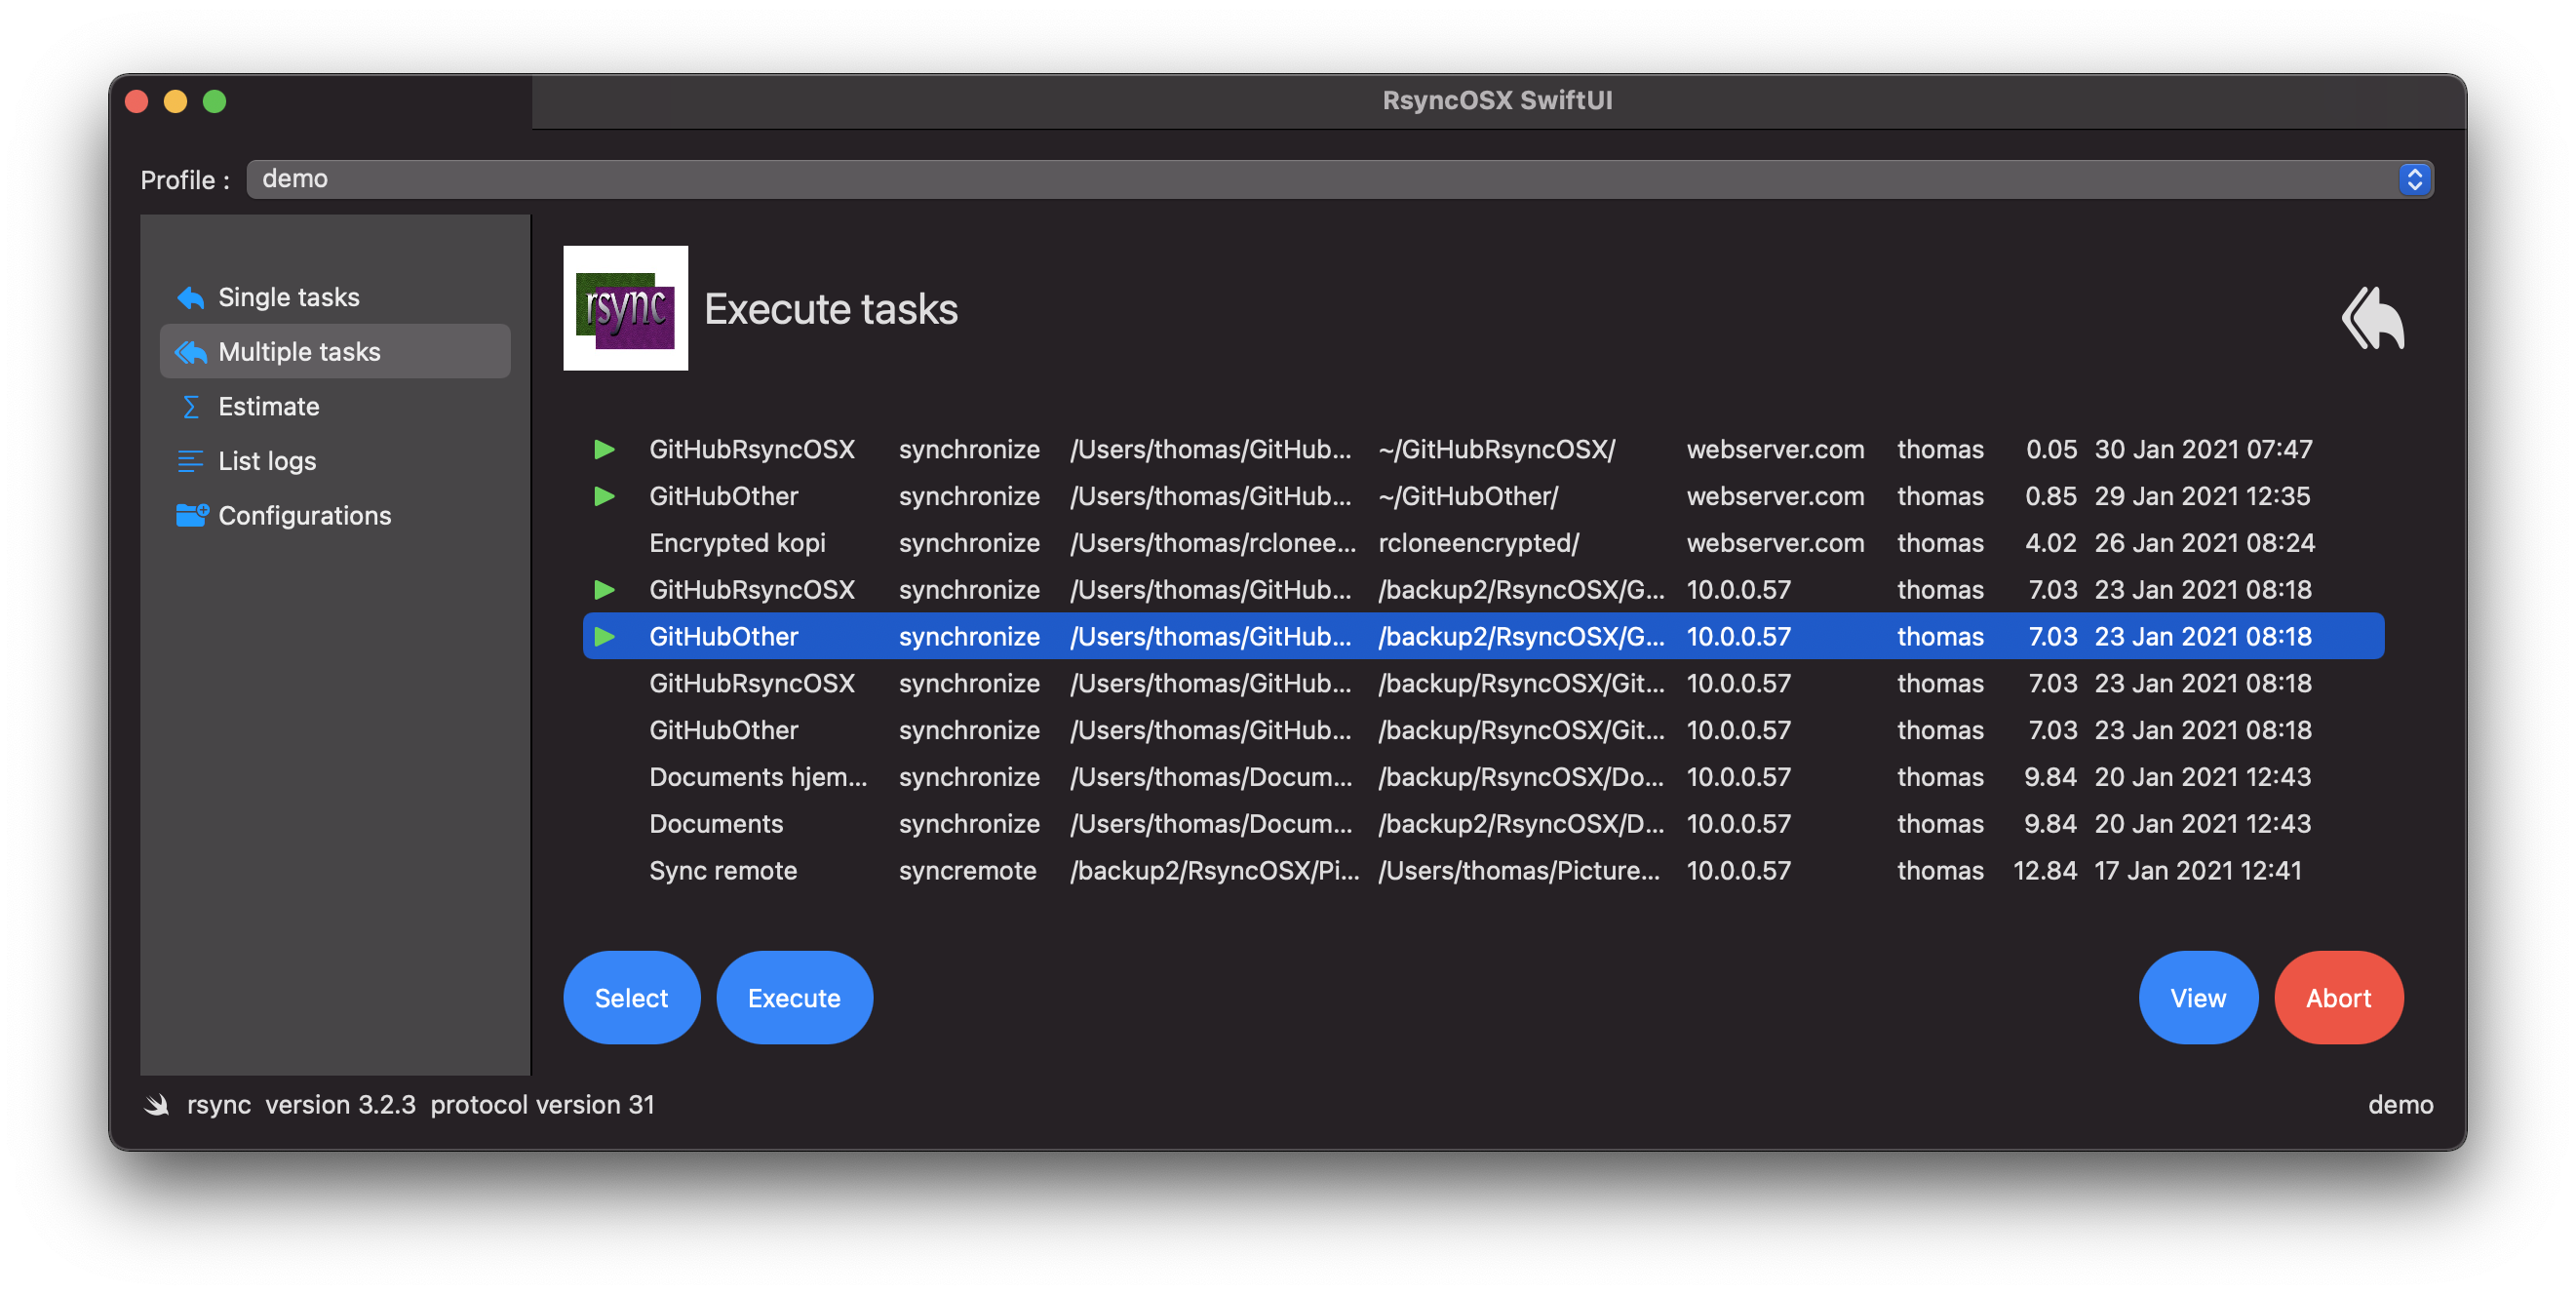 RsyncOSX SwiftUI
Profile : demo
Single tasks
Multiple tasks
Estimate
List logs
Configurations
rsync
Execute tasks
GitHubRsyncOSX synchronize /Users/thomas/GitHub... ~/GitHubRsyncOSX/ webserver.com thomas 0.05 30 Jan 2021 07:47
GitHubOther synchronize /Users/thomas/GitHub... ~/GitHubOther/ webserver.com thomas 0.85 29 Jan 2021 12:35
Encrypted kopi synchronize /Users/thomas/rclonee... rcloneencrypted/ webserver.com thomas 4.02 26 Jan 2021 08:24
GitHubRsyncOSX synchronize /Users/thomas/GitHub... /backup2/RsyncOSX/G... 10.0.0.57 thomas 7.03 23 Jan 2021 08:18
GitHubOther synchronize /Users/thomas/GitHub... /backup2/RsyncOSX/G... 10.0.0.57 thomas 7.03 23 Jan 2021 08:18
GitHubRsyncOSX synchronize /Users/thomas/GitHub... /backup/RsyncOSX/Git... 10.0.0.57 thomas 7.03 23 Jan 2021 08:18
GitHubOther synchronize /Users/thomas/GitHub... /backup/RsyncOSX/Git... 10.0.0.57 thomas 7.03 23 Jan 2021 08:18
Documents hjem... synchronize /Users/thomas/Docum... /backup/RsyncOSX/Do... 10.0.0.57 thomas 9.84 20 Jan 2021 12:43
Documents synchronize /Users/thomas/Docum... /backup2/RsyncOSX/D... 10.0.0.57 thomas 9.84 20 Jan 2021 12:43
Sync remote syncremote /backup2/RsyncOSX/Pi... /Users/thomas/Picture... 10.0.0.57 thomas 12.84 17 Jan 2021 12:41
Select Execute View Abort
rsync version 3.2.3 protocol version 31 demo